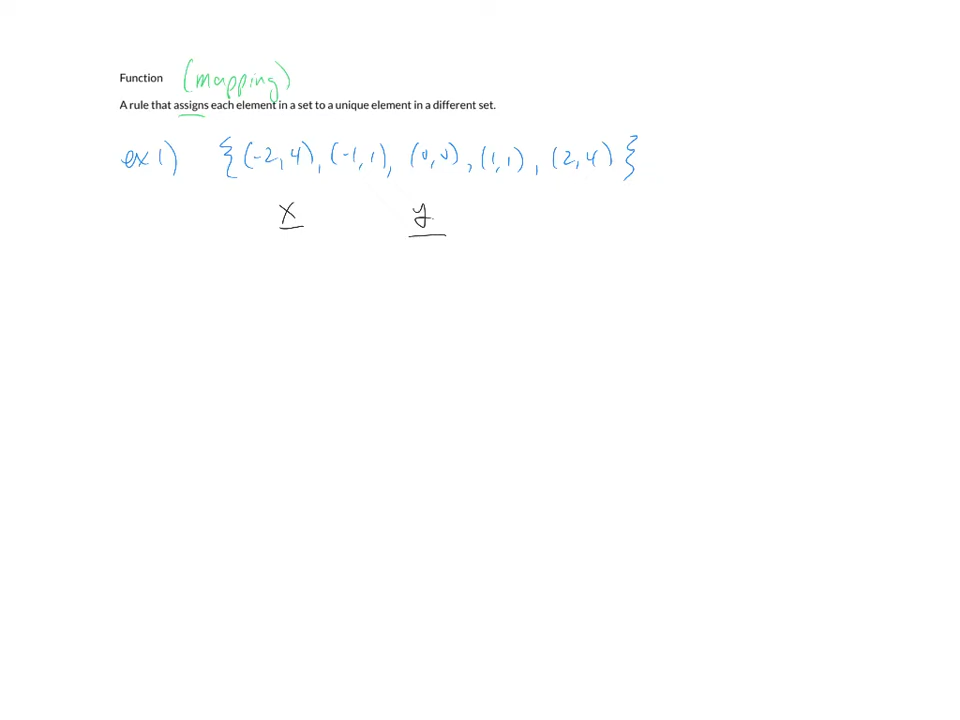 Function (mapping)
A rule that assigns each element in a set to a unique element in a different set.
ex 1) {(-2, 4), (-1, 1), (0, 0), (1, 1), (2, 4)}
x y